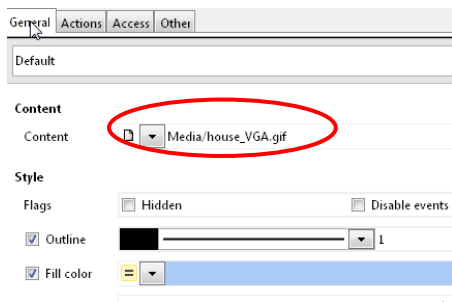 General Actions Access Other
Default
Content
Content Media/house_VGA.gif
Style
Flags Hidden Disable events
Outline 1
Fill color =